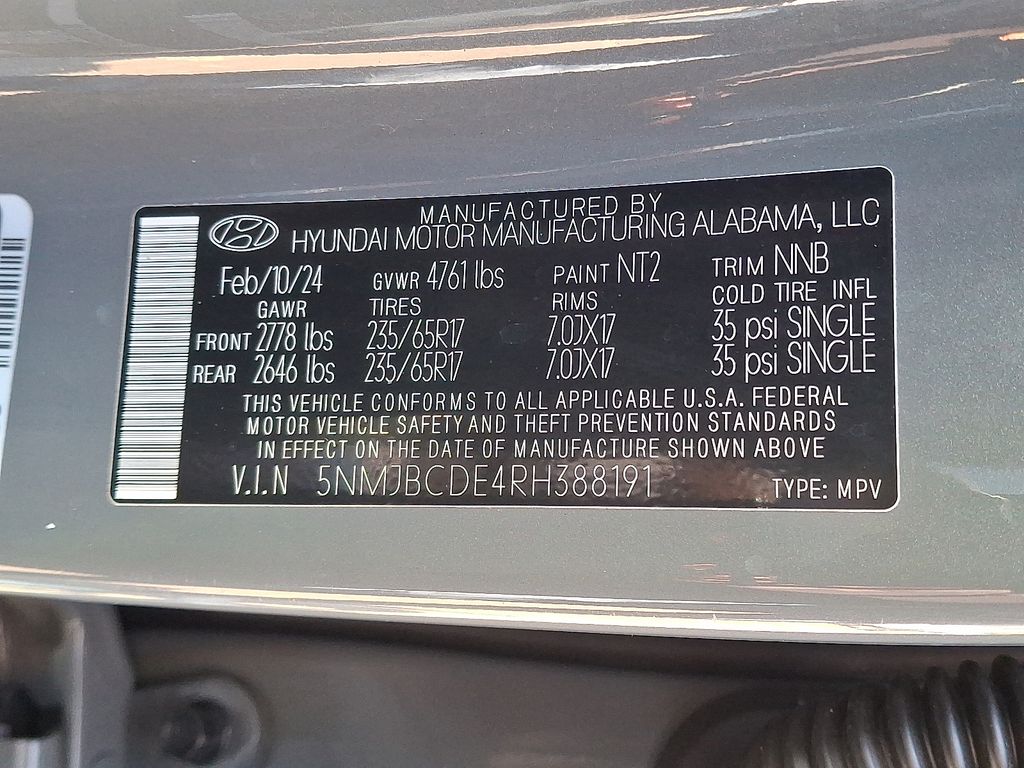 MANUFACTURED BY
HYUNDAI MOTOR MANUFACTURING ALABAMA, LLC
Feb/10/24 GVWR 4761 lbs PAINT NT2 TRIM NNB
GAWR TIRES RIMS COLD TIRE INFL
FRONT 2778 lbs 235/65R17 7.0JX17 35 psi SINGLE
REAR 2646 lbs 235/65R17 7.0JX17 35 psi SINGLE
THIS VEHICLE CONFORMS TO ALL APPLICABLE U.S.A. FEDERAL
MOTOR VEHICLE SAFETY AND THEFT PREVENTION STANDARDS
IN EFFECT ON THE DATE OF MANUFACTURE SHOWN ABOVE
V.I.N 5NMJBCDE4RH388191 TYPE: MPV